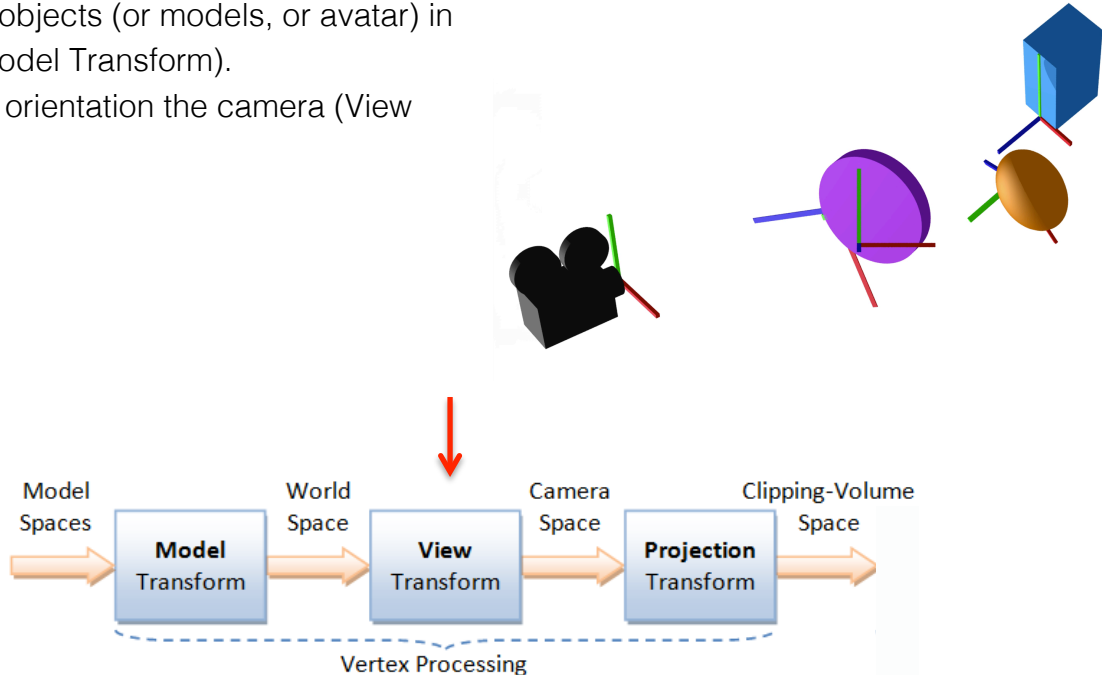 objects (or models, or avatar) in
odel Transform).
orientation the camera (View
Model Spaces
World Space
Camera Space
Clipping-Volume Space
Model Transform
View Transform
Projection Transform
Vertex Processing